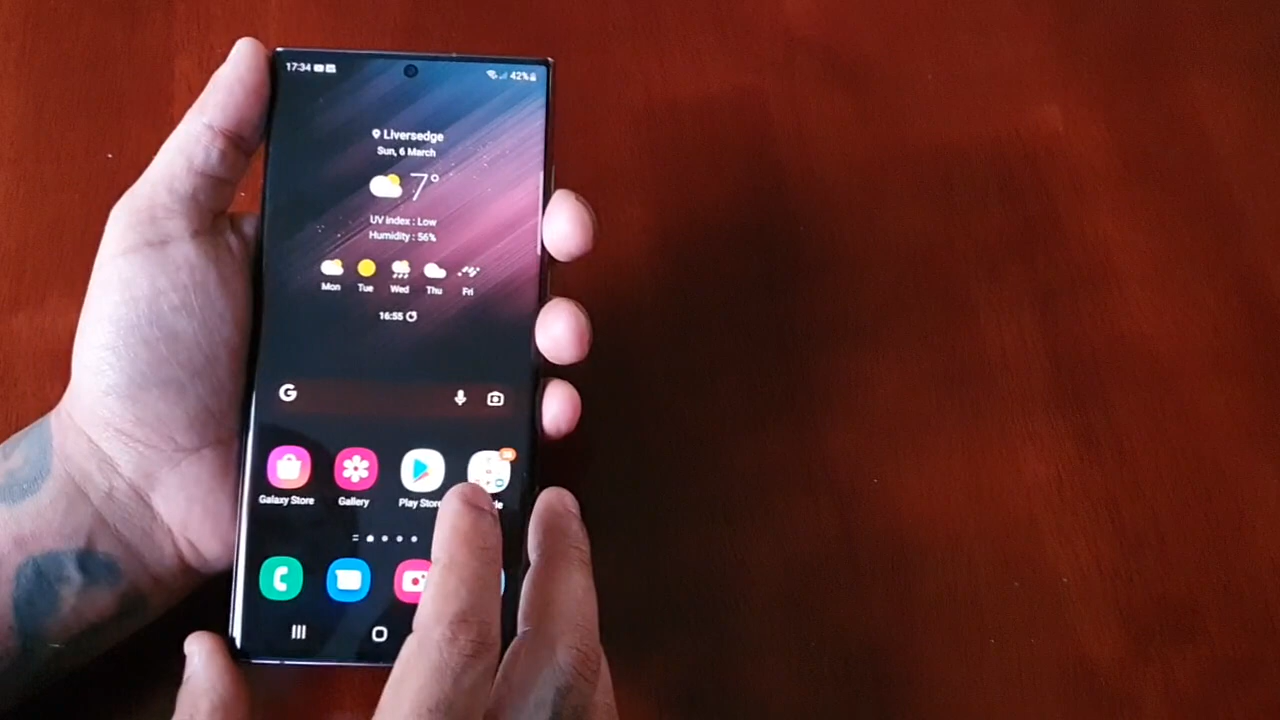 17:34
42%
Liversedge
Sun, 6 March
7°
UV index : Low
Humidity : 56%
Mon Tue Wed Thu Fri
16:55
G
Galaxy Store Gallery Play Store